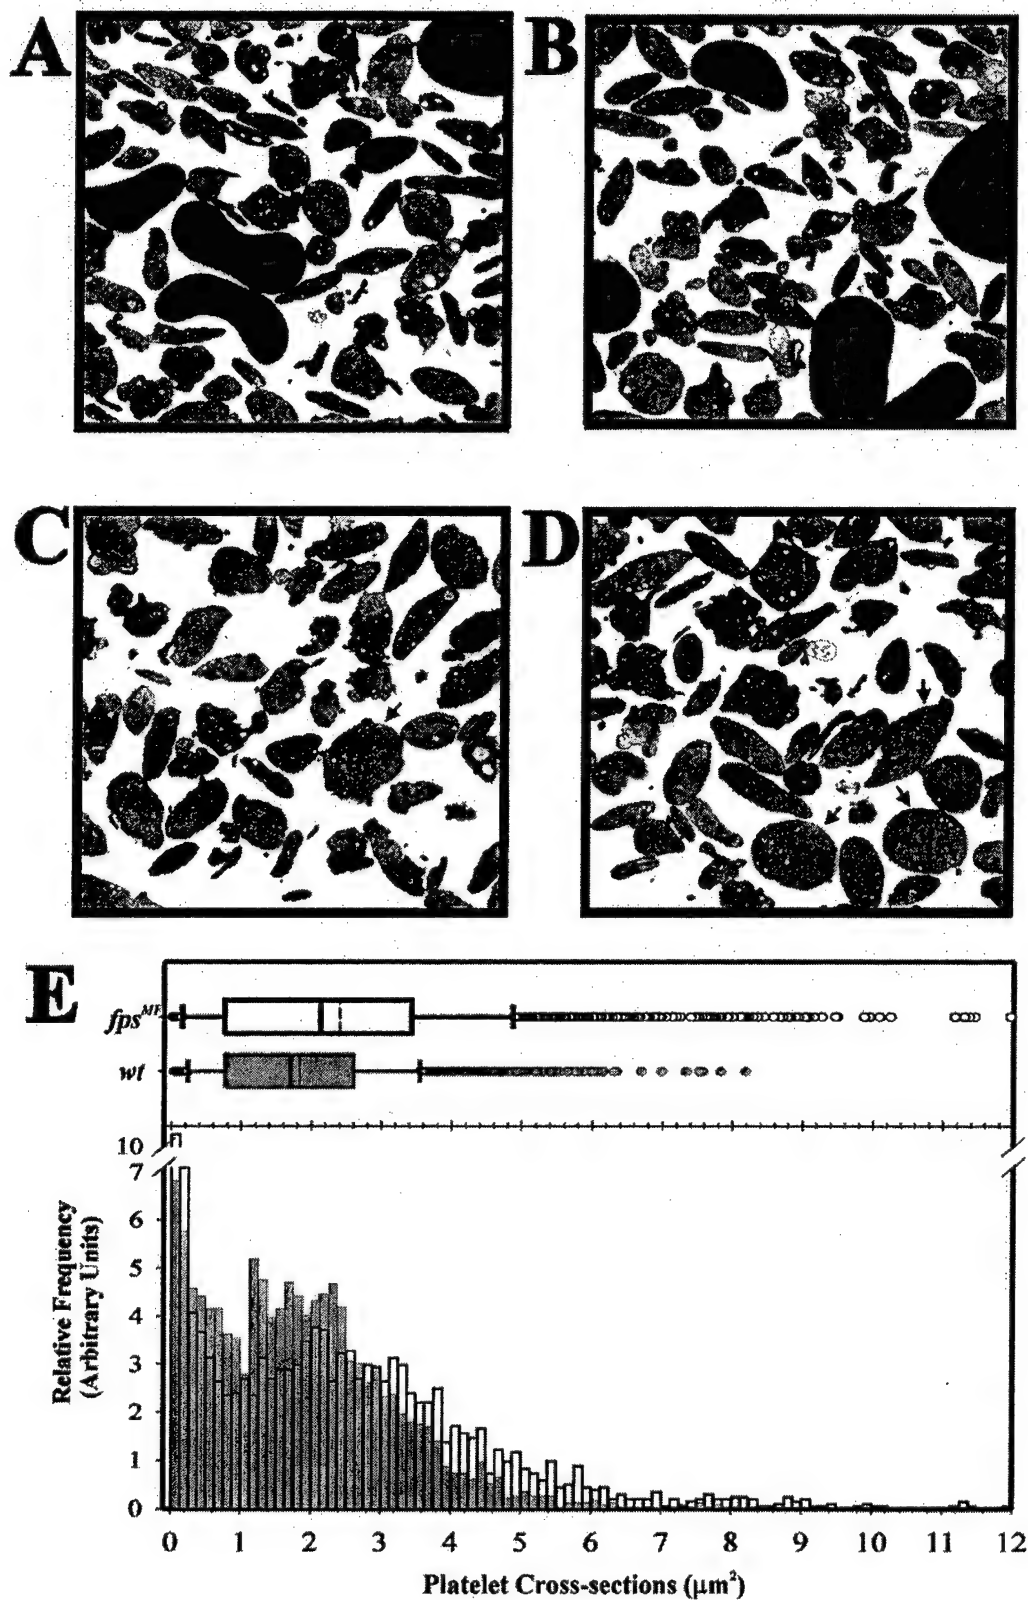 A
B
C
D
E
fps^MF
wt
10
7
6
5
4
3
2
1
0
Relative Frequency
(Arbitrary Units)
0 1 2 3 4 5 6 7 8 9 10 11 12
Platelet Cross-sections (μm²)